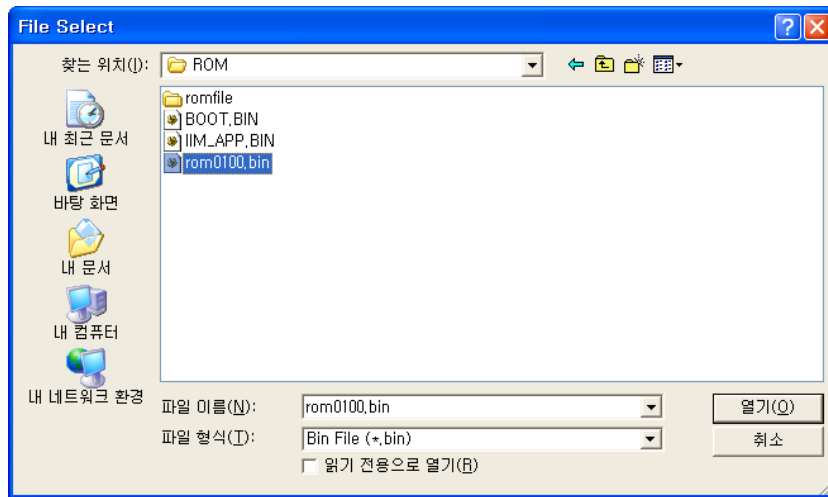 File Select
찾는 위치(I):
ROM
romfile
BOOT.BIN
IIM_APP.BIN
rom0100.bin
내 최근 문서
바탕 화면
내 문서
내 컴퓨터
내 네트워크 환경
파일 이름(N):
rom0100.bin
열기(O)
파일 형식(T):
Bin File (*.bin)
취소
읽기 전용으로 열기(R)